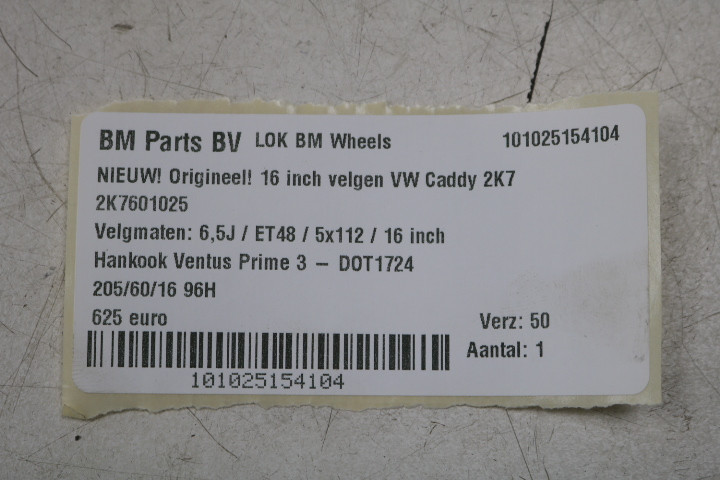 BM Parts BV LOK BM Wheels 101025154104
NIEUW! Origineel! 16 inch velgen VW Caddy 2K7
2K7601025
Velgmaten: 6,5J / ET48 / 5x112 / 16 inch
Hankook Ventus Prime 3 – DOT1724
205/60/16 96H
625 euro Verz: 50
Aantal: 1
101025154104